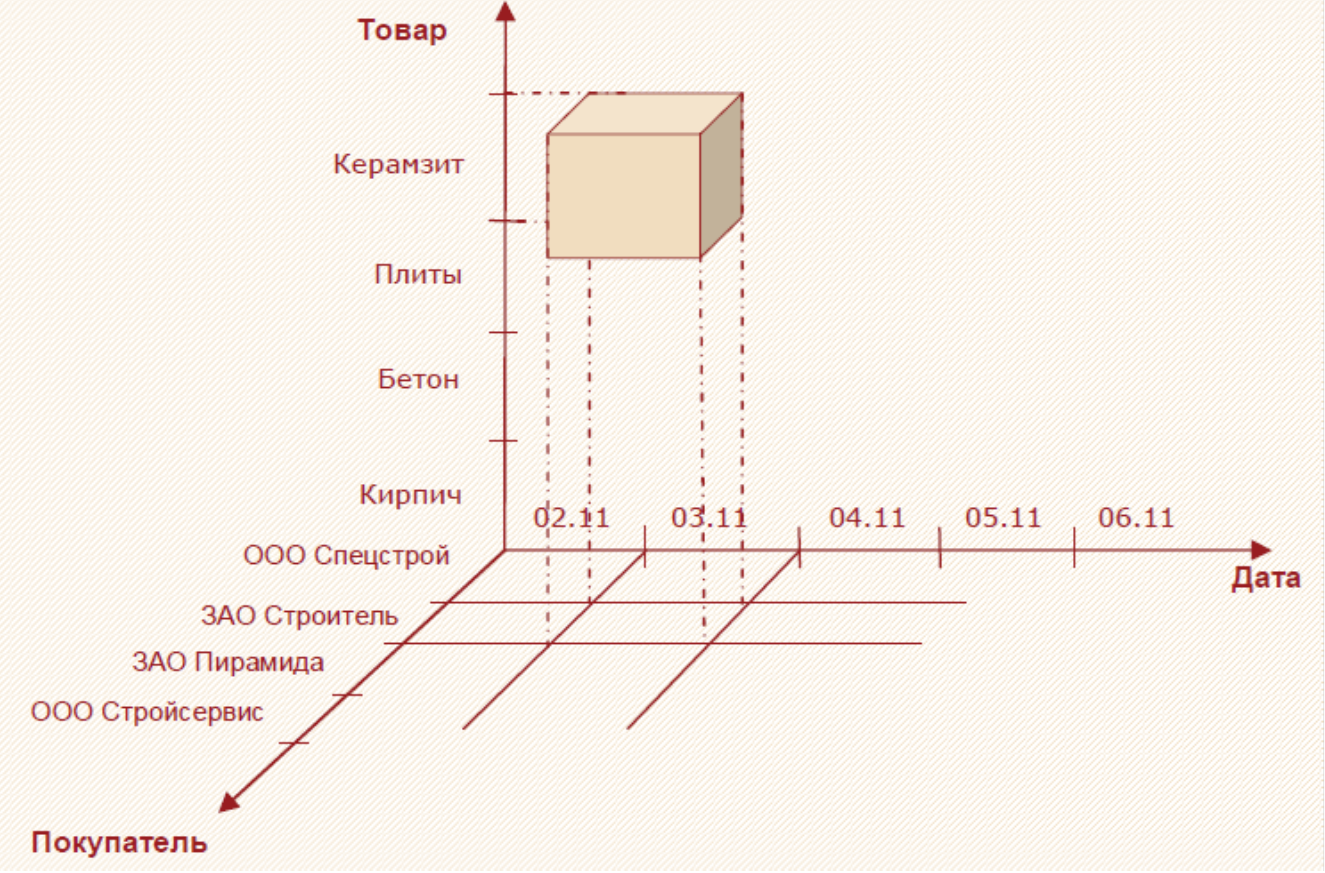 Товар
Керамзит
Плиты
Бетон
Кирпич
02.11
03.11
04.11
05.11
06.11
ООО Спецстрой
Дата
ЗАО Строитель
ЗАО Пирамида
ООО Стройсервис
Покупатель